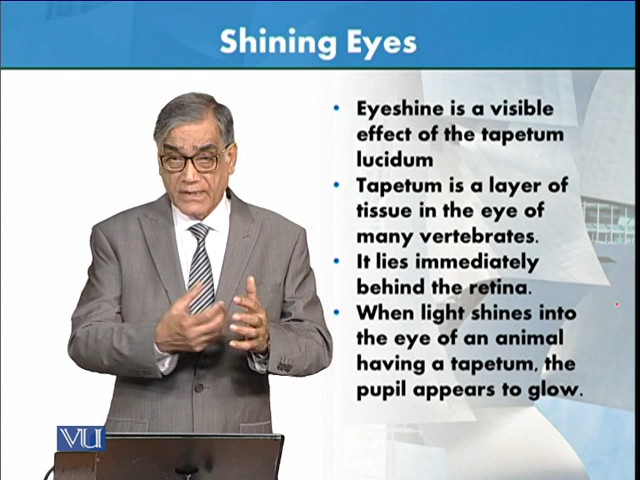 Shining Eyes
• Eyeshine is a visible
effect of the tapetum
lucidum
• Tapetum is a layer of
tissue in the eye of
many vertebrates.
• It lies immediately
behind the retina.
• When light shines into
the eye of an animal
having a tapetum, the
pupil appears to glow.
VU